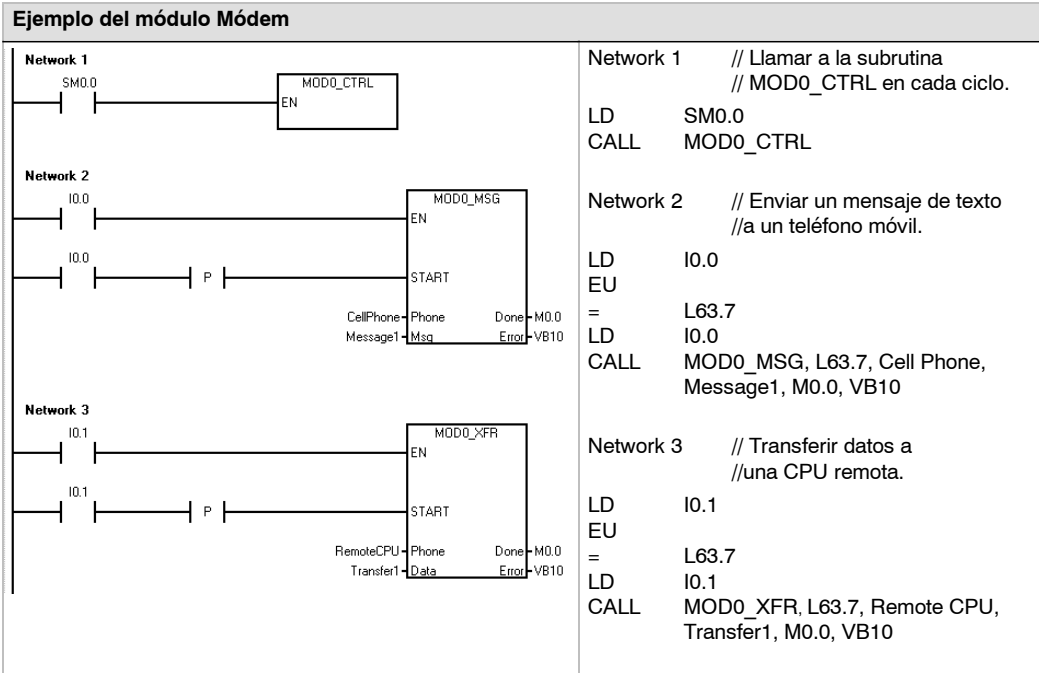 Ejemplo del módulo Módem
Network 1
SM0.0
MOD0_CTRL
EN
Network 2
I0.0
MOD0_MSG
EN
I0.0
P
START
CellPhone
Phone
Done
M0.0
Message1
Msg
Error
VB10
Network 3
I0.1
MOD0_XFR
EN
I0.1
P
START
RemoteCPU
Phone
Done
M0.0
Transfer1
Data
Error
VB10
Network 1 // Llamar a la subrutina
// MOD0_CTRL en cada ciclo.
LD SM0.0
CALL MOD0_CTRL
Network 2 // Enviar un mensaje de texto
//a un teléfono móvil.
LD I0.0
EU
= L63.7
LD I0.0
CALL MOD0_MSG, L63.7, Cell Phone,
Message1, M0.0, VB10
Network 3 // Transferir datos a
//una CPU remota.
LD I0.1
EU
= L63.7
LD I0.1
CALL MOD0_XFR, L63.7, Remote CPU,
Transfer1, M0.0, VB10